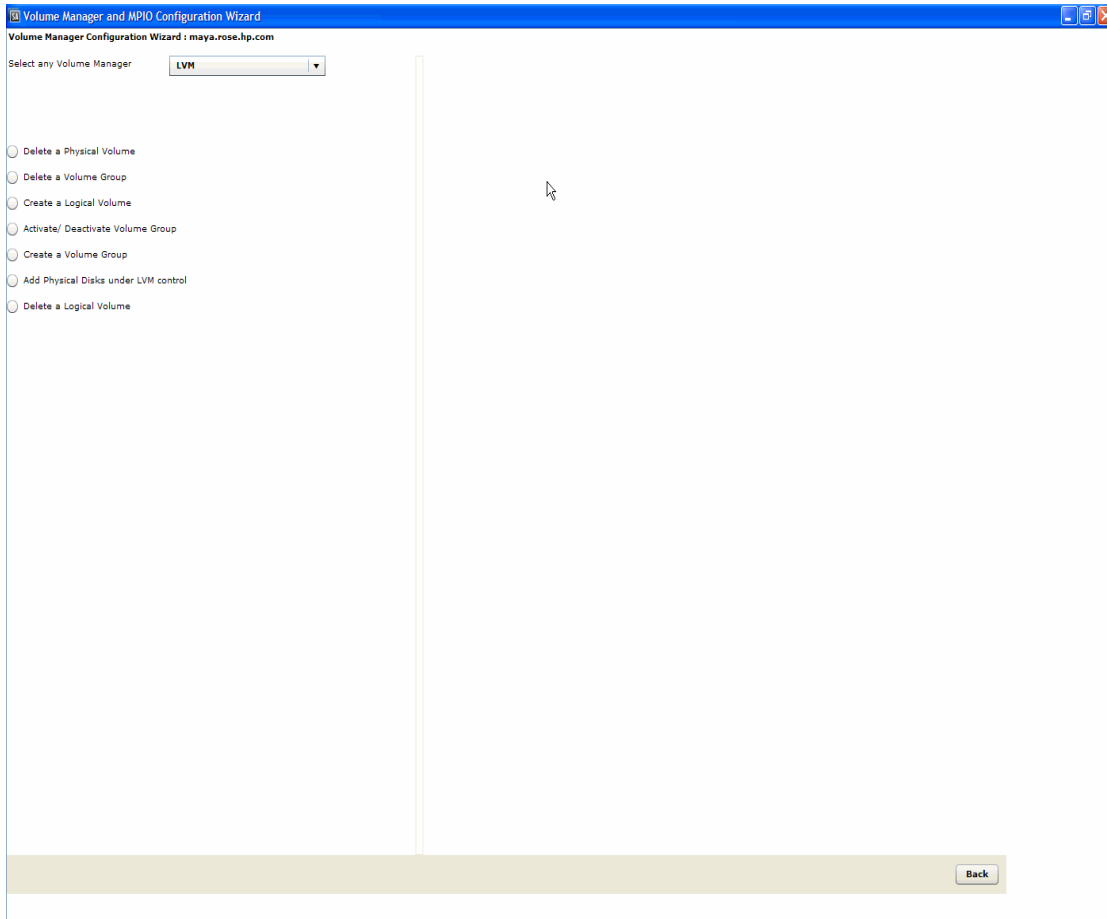 SA Volume Manager and MPIO Configuration Wizard
Volume Manager Configuration Wizard : maya.rose.hp.com
Select any Volume Manager LVM
Delete a Physical Volume
Delete a Volume Group
Create a Logical Volume
Activate/ Deactivate Volume Group
Create a Volume Group
Add Physical Disks under LVM control
Delete a Logical Volume
Back